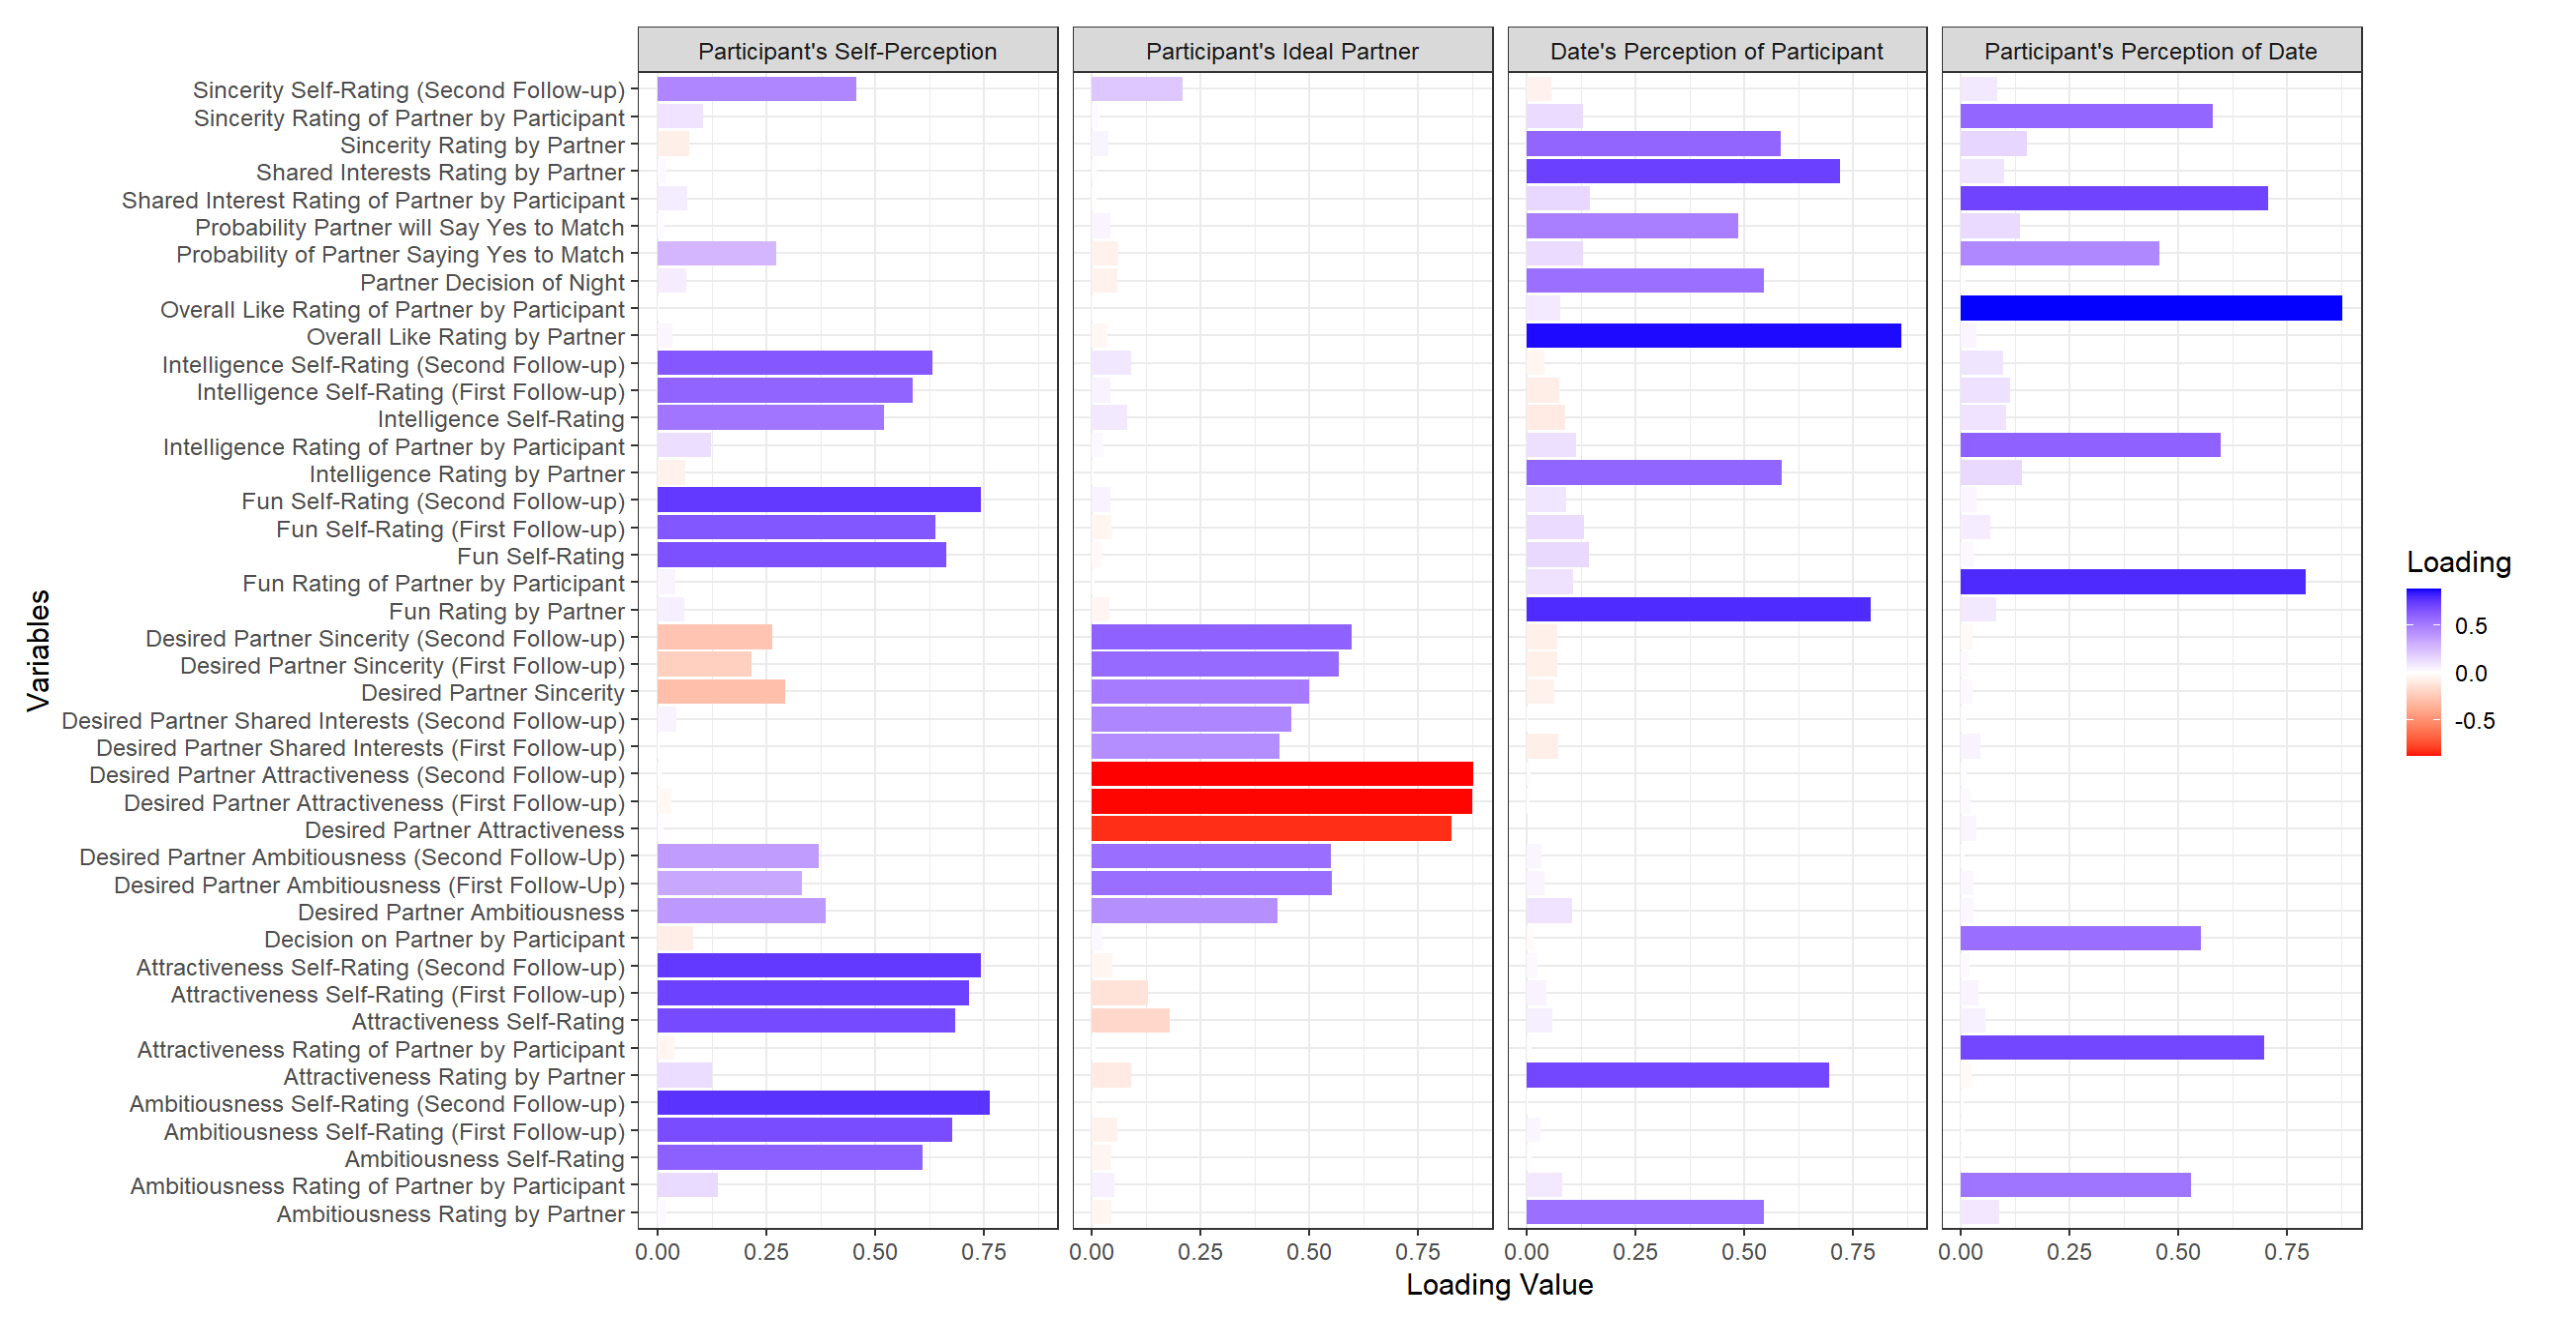 Participant's Self-Perception
Participant's Ideal Partner
Date's Perception of Participant
Participant's Perception of Date
Variables
Sincerity Self-Rating (Second Follow-up)
Sincerity Rating of Partner by Participant
Sincerity Rating by Partner
Shared Interests Rating by Partner
Shared Interest Rating of Partner by Participant
Probability Partner will Say Yes to Match
Probability of Partner Saying Yes to Match
Partner Decision of Night
Overall Like Rating of Partner by Participant
Overall Like Rating by Partner
Intelligence Self-Rating (Second Follow-up)
Intelligence Self-Rating (First Follow-up)
Intelligence Self-Rating
Intelligence Rating of Partner by Participant
Intelligence Rating by Partner
Fun Self-Rating (Second Follow-up)
Fun Self-Rating (First Follow-up)
Fun Self-Rating
Fun Rating of Partner by Participant
Fun Rating by Partner
Desired Partner Sincerity (Second Follow-up)
Desired Partner Sincerity (First Follow-up)
Desired Partner Sincerity
Desired Partner Shared Interests (Second Follow-up)
Desired Partner Shared Interests (First Follow-up)
Desired Partner Attractiveness (Second Follow-up)
Desired Partner Attractiveness (First Follow-up)
Desired Partner Attractiveness
Desired Partner Ambitiousness (Second Follow-Up)
Desired Partner Ambitiousness (First Follow-Up)
Desired Partner Ambitiousness
Decision on Partner by Participant
Attractiveness Self-Rating (Second Follow-up)
Attractiveness Self-Rating (First Follow-up)
Attractiveness Self-Rating
Attractiveness Rating of Partner by Participant
Attractiveness Rating by Partner
Ambitiousness Self-Rating (Second Follow-up)
Ambitiousness Self-Rating (First Follow-up)
Ambitiousness Self-Rating
Ambitiousness Rating of Partner by Participant
Ambitiousness Rating by Partner
0.00 0.25 0.50 0.75
0.00 0.25 0.50 0.75
0.00 0.25 0.50 0.75
0.00 0.25 0.50 0.75
Loading Value
Loading
0.5
0.0
-0.5